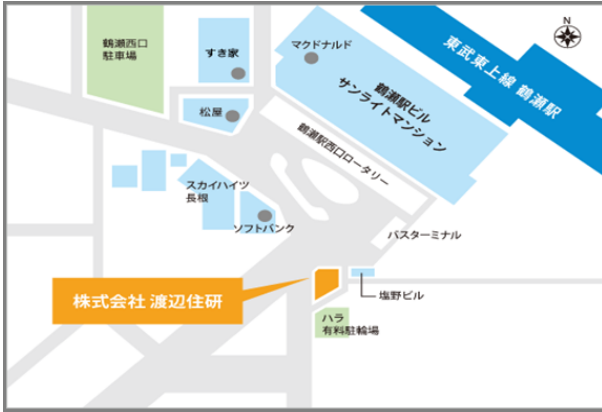 N
鶴瀬西口
駐車場
すき家
マクドナルド
東武東上線 鶴瀬駅
鶴瀬駅ビル
サンライトマンション
松屋
鶴瀬駅西口ロータリー
スカイハイツ
長根
ソフトバンク
バスターミナル
株式会社 渡辺住研
塩野ビル
ハラ
有料駐輪場